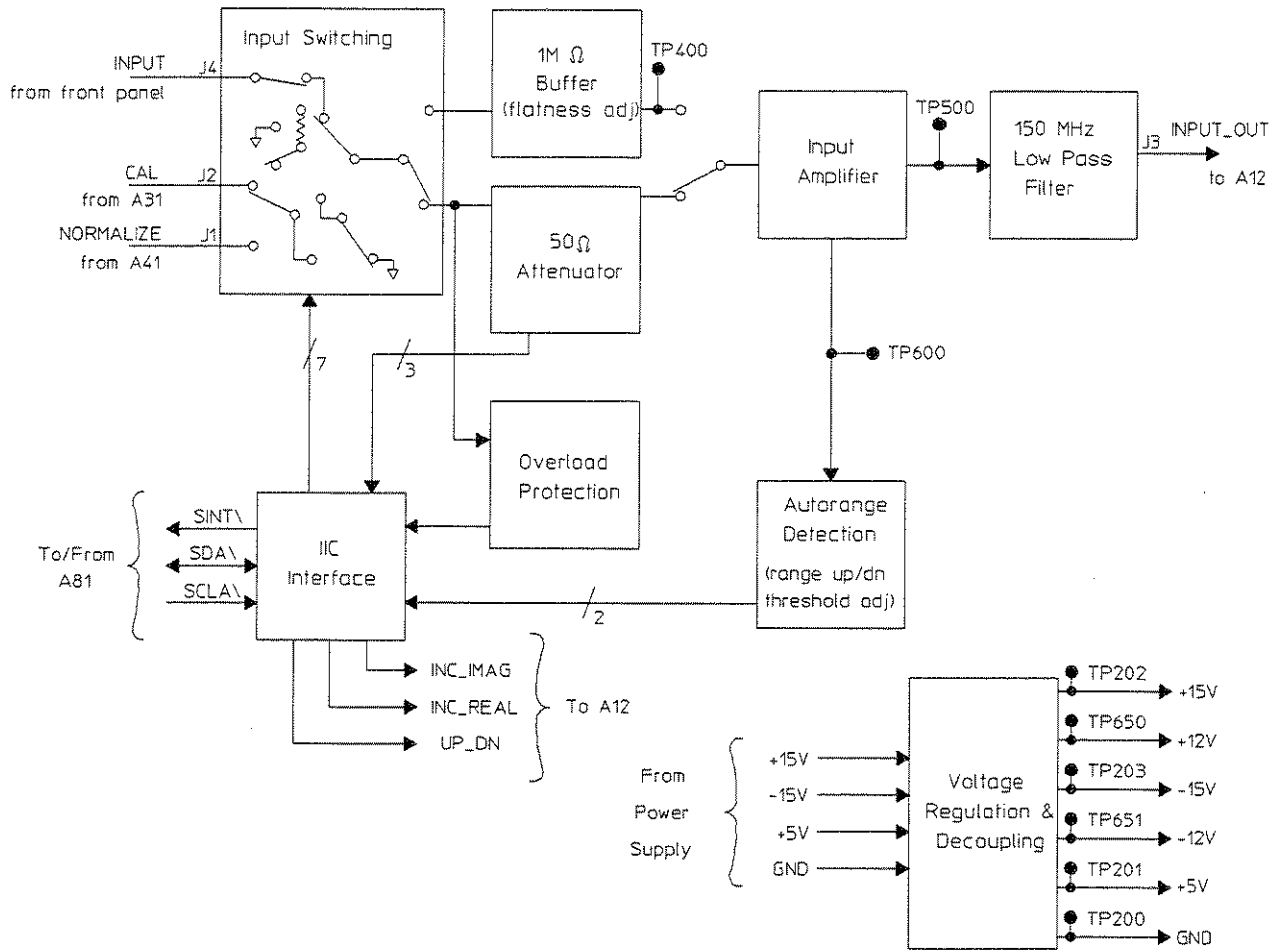 Input Switching
INPUT
J4
from front panel
CAL
J2
from A31
NORMALIZE
J1
from A41
1M Ω
Buffer
(flatness adj)
TP400
50Ω
Attenuator
Input
Amplifier
TP500
150 MHz
Low Pass
Filter
J3
INPUT_OUT
to A12
7
3
TP600
Overload
Protection
Autorange
Detection
(range up/dn
threshold adj)
2
To/From
A81
SINT\
SDA\
SCLA\
IIC
Interface
INC_IMAG
INC_REAL
UP_DN
To A12
From
Power
Supply
+15V
-15V
+5V
GND
Voltage
Regulation &
Decoupling
TP202
+15V
TP650
+12V
TP203
-15V
TP651
-12V
TP201
+5V
TP200
GND